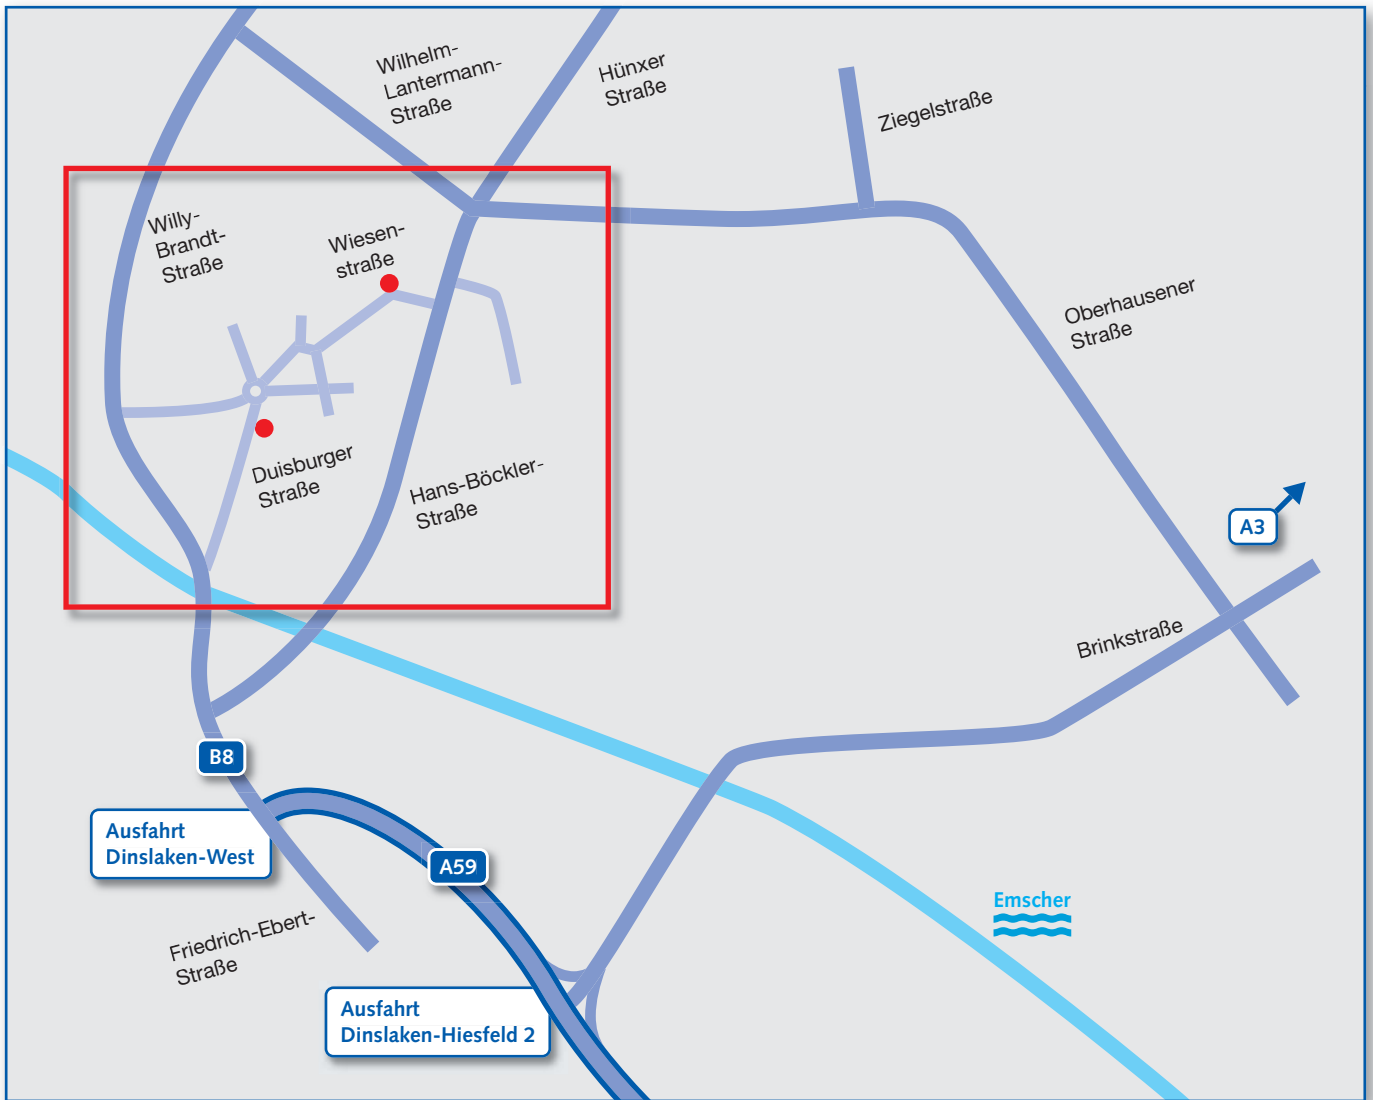 Wilhelm-
Lantermann-
Straße
Hünxer
Straße
Ziegelstraße
Willy-
Brandt-
Straße
Wiesen-
straße
Oberhausener
Straße
Duisburger
Straße
Hans-Böckler-
Straße
A3
Brinkstraße
B8
Ausfahrt
Dinslaken-West
A59
Emscher
Friedrich-Ebert-
Straße
Ausfahrt
Dinslaken-Hiesfeld 2